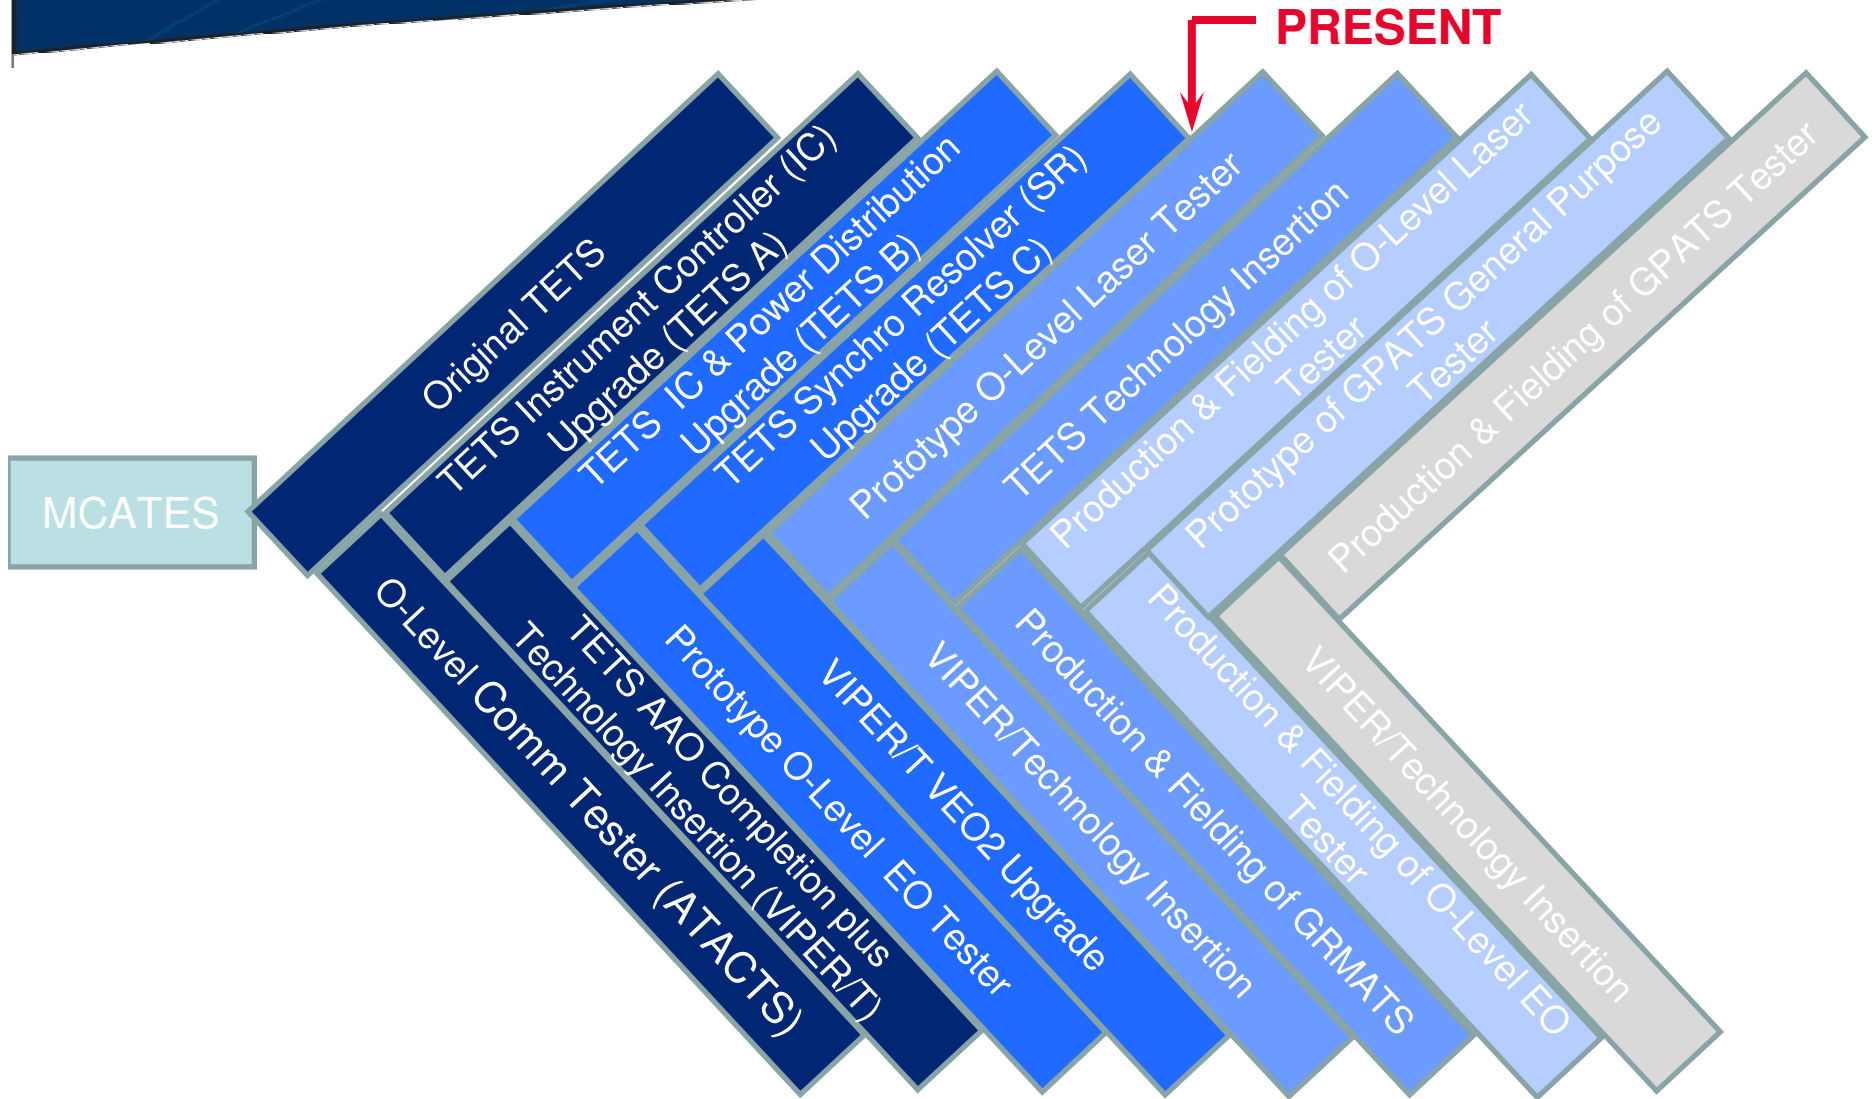 PRESENT
MCATES
Original TETS
TETS Instrument Controller (IC)
Upgrade (TETS A)
TETS IC & Power Distribution
Upgrade (TETS B)
TETS Synchro Resolver (SR)
Upgrade (TETS C)
Prototype O-Level Laser Tester
TETS Technology Insertion
Production & Fielding of O-Level Laser
Tester
Prototype of GPATS General Purpose
Tester
Production & Fielding of GPATS Tester
O-Level Comm Tester (ATACTS)
TETS AAO Completion plus
Technology Insertion (VIPER/T)
Prototype O-Level EO Tester
VIPER/T VEO2 Upgrade
VIPER/Technology Insertion
Production & Fielding of GRMATS
Production & Fielding of O-Level EO
Tester
VIPER/Technology Insertion